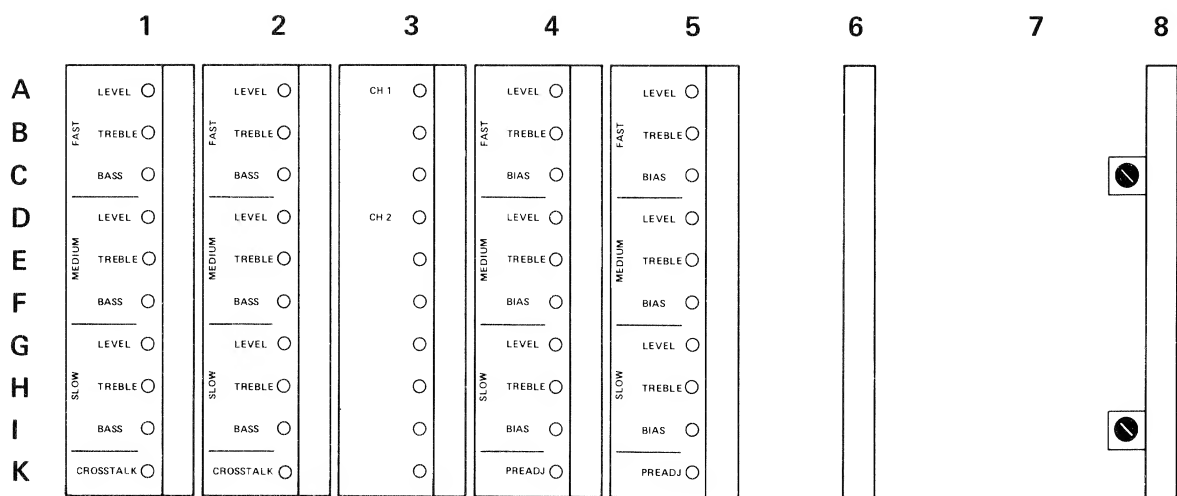 1 2 3 4 5 6 7 8
A LEVEL LEVEL CH 1 LEVEL LEVEL
B FAST TREBLE FAST TREBLE FAST TREBLE FAST TREBLE
C BASS BASS BIAS BIAS
D LEVEL LEVEL CH 2 LEVEL LEVEL
E MEDIUM TREBLE MEDIUM TREBLE MEDIUM TREBLE MEDIUM TREBLE
F BASS BASS BIAS BIAS
G LEVEL LEVEL LEVEL LEVEL
H SLOW TREBLE SLOW TREBLE SLOW TREBLE SLOW TREBLE
I BASS BASS BIAS BIAS
K CROSSTALK CROSSTALK PREADJ PREADJ